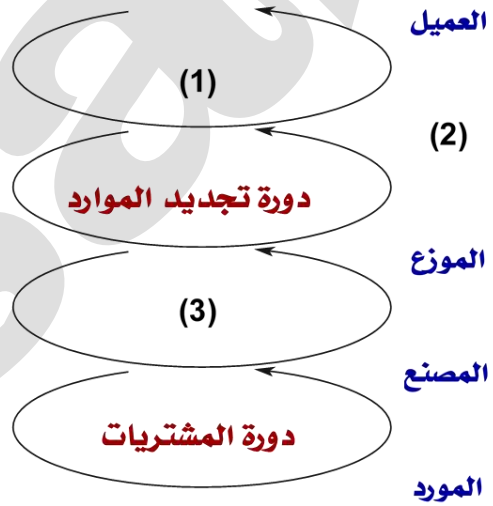 العميل
(1)
(2)
دورة تجديد الموارد
الموزع
(3)
المصنع
دورة المشتريات
المورد